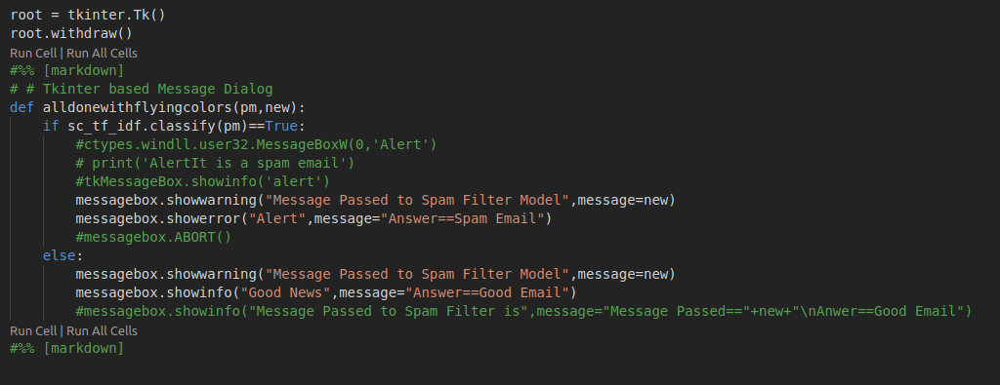 root = tkinter.Tk()
root.withdraw()
Run Cell | Run All Cells
#%% [markdown]
# # Tkinter based Message Dialog
def alldonewithflyingcolors(pm,new):
    if sc_tf_idf.classify(pm)==True:
        #ctypes.windll.user32.MessageBoxW(0,'Alert')
        # print('AlertIt is a spam email')
        #tkMessageBox.showinfo('alert')
        messagebox.showwarning("Message Passed to Spam Filter Model",message=new)
        messagebox.showerror("Alert",message="Answer==Spam Email")
        #messagebox.ABORT()
    else:
        messagebox.showwarning("Message Passed to Spam Filter Model",message=new)
        messagebox.showinfo("Good News",message="Answer==Good Email")
        #messagebox.showinfo("Message Passed to Spam Filter is",message="Message Passed=="+new+"\nAnwer==Good Email")
Run Cell | Run All Cells
#%% [markdown]